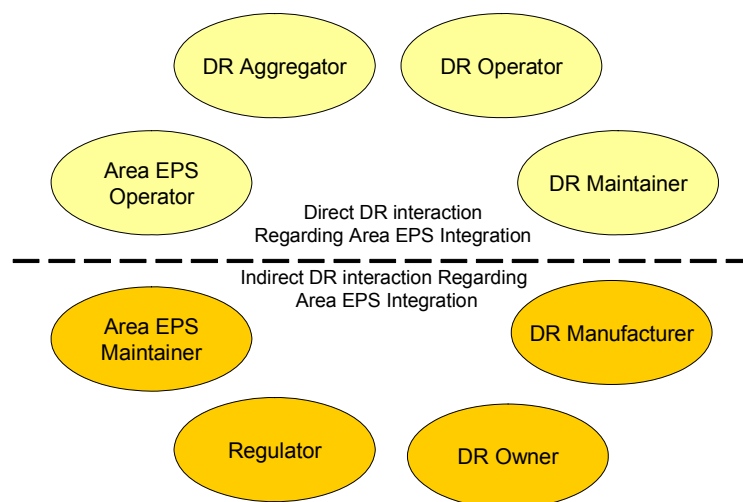 DR Aggregator
DR Operator
Area EPS
Operator
DR Maintainer
Direct DR interaction
Regarding Area EPS Integration
Indirect DR interaction Regarding
Area EPS Integration
Area EPS
Maintainer
DR Manufacturer
Regulator
DR Owner